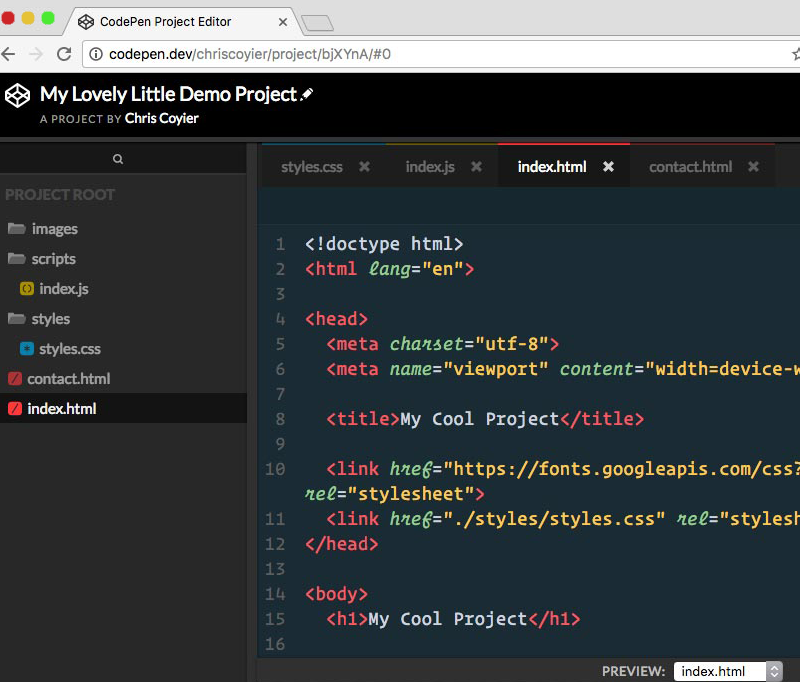 CodePen Project Editor
codepen.dev/chriscoyier/project/bjXYnA/#0
My Lovely Little Demo Project
A PROJECT BY Chris Coyier
styles.css index.js index.html contact.html
PROJECT ROOT
images
scripts
index.js
styles
styles.css
contact.html
index.html
1 <!doctype html>
2 <html lang="en">
3
4 <head>
5 <meta charset="utf-8">
6 <meta name="viewport" content="width=device-w
7
8 <title>My Cool Project</title>
9
10 <link href="https://fonts.googleapis.com/css?
rel="stylesheet">
11 <link href="./styles/styles.css" rel="stylesh
12 </head>
13
14 <body>
15 <h1>My Cool Project</h1>
16
PREVIEW: index.html